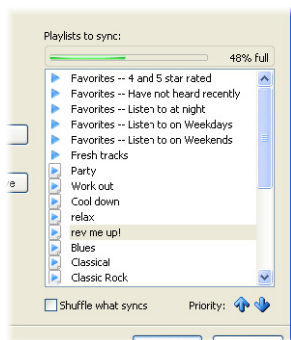 Playlists to sync:
48% full
Favorites -- 4 and 5 star rated
Favorites -- Have not heard recently
Favorites -- Listen to at night
Favorites -- Listen to on Weekdays
Favorites -- Listen to on Weekends
Fresh tracks
Party
Work out
Cool down
relax
rev me up!
Blues
Classical
Classic Rock
Shuffle what syncs
Priority: